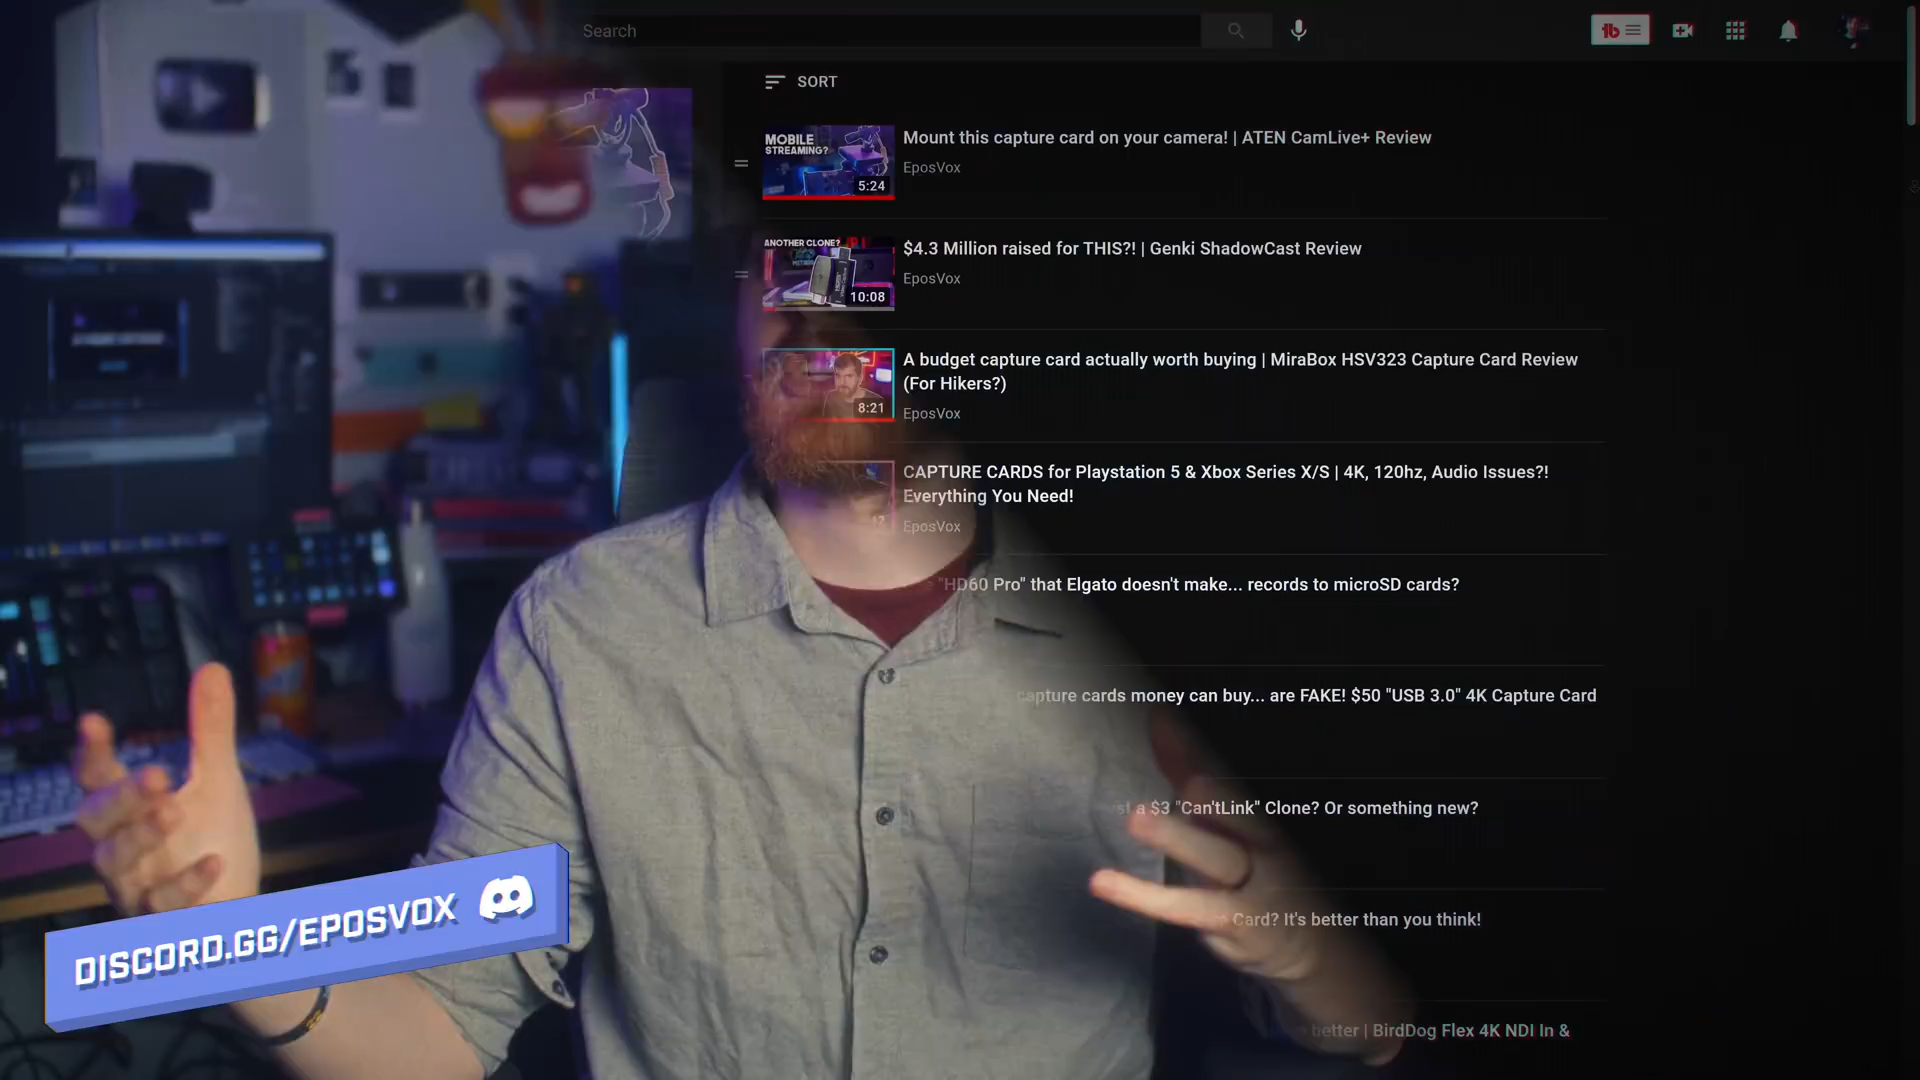 Search
SORT
MOBILE
STREAMING?
5:24
Mount this capture card on your camera! | ATEN CamLive+ Review
EposVox
ANOTHER CLONE?
10:08
$4.3 Million raised for THIS?! | Genki ShadowCast Review
EposVox
8:21
A budget capture card actually worth buying | MiraBox HSV323 Capture Card Review
(For Hikers?)
EposVox
CAPTURE CARDS for Playstation 5 & Xbox Series X/S | 4K, 120hz, Audio Issues?!
Everything You Need!
EposVox
"HD60 Pro" that Elgato doesn't make... records to microSD cards?
capture cards money can buy... are FAKE! $50 "USB 3.0" 4K Capture Card
a $3 "Can'tLink" Clone? Or something new?
Card? It's better than you think!
better | BirdDog Flex 4K NDI In &
DISCORD.GG/EPOSVOX